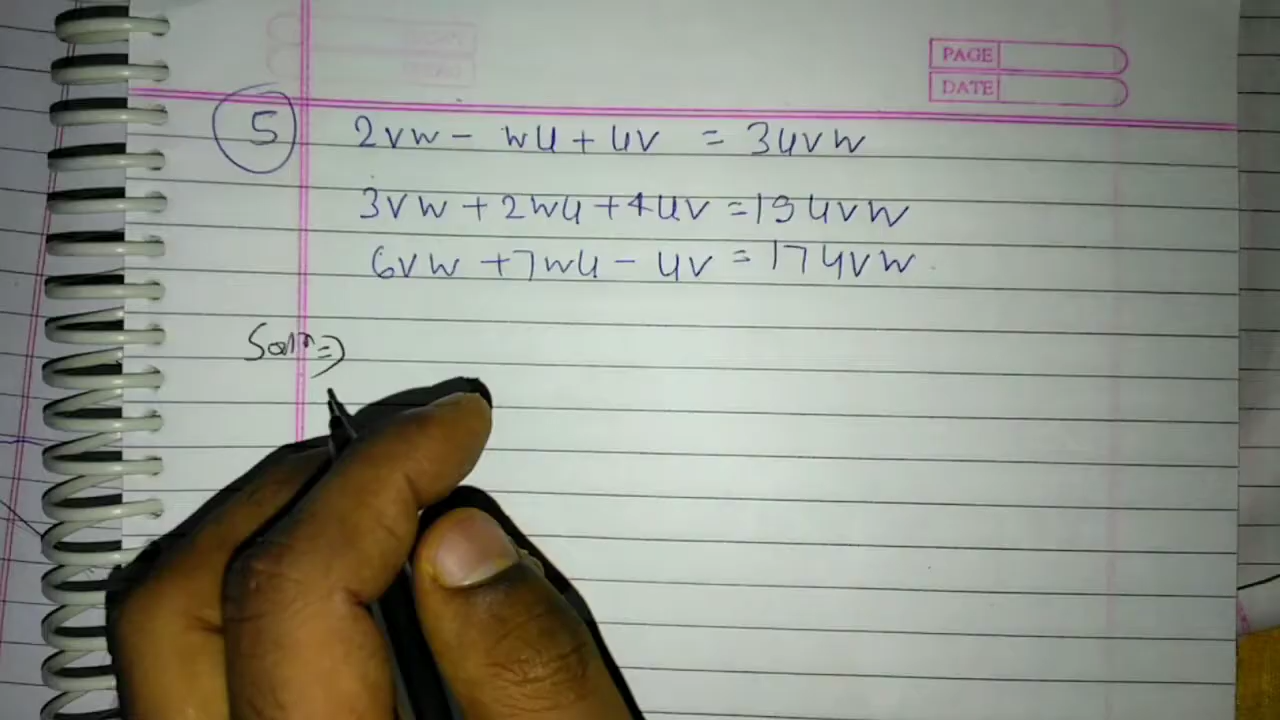 PAGE
DATE
5 2vw - wu + uv = 3uvw
3vw + 2wu + 4uv = 19uvw
6vw + 7wu - uv = 17uvw
Soln ⇒